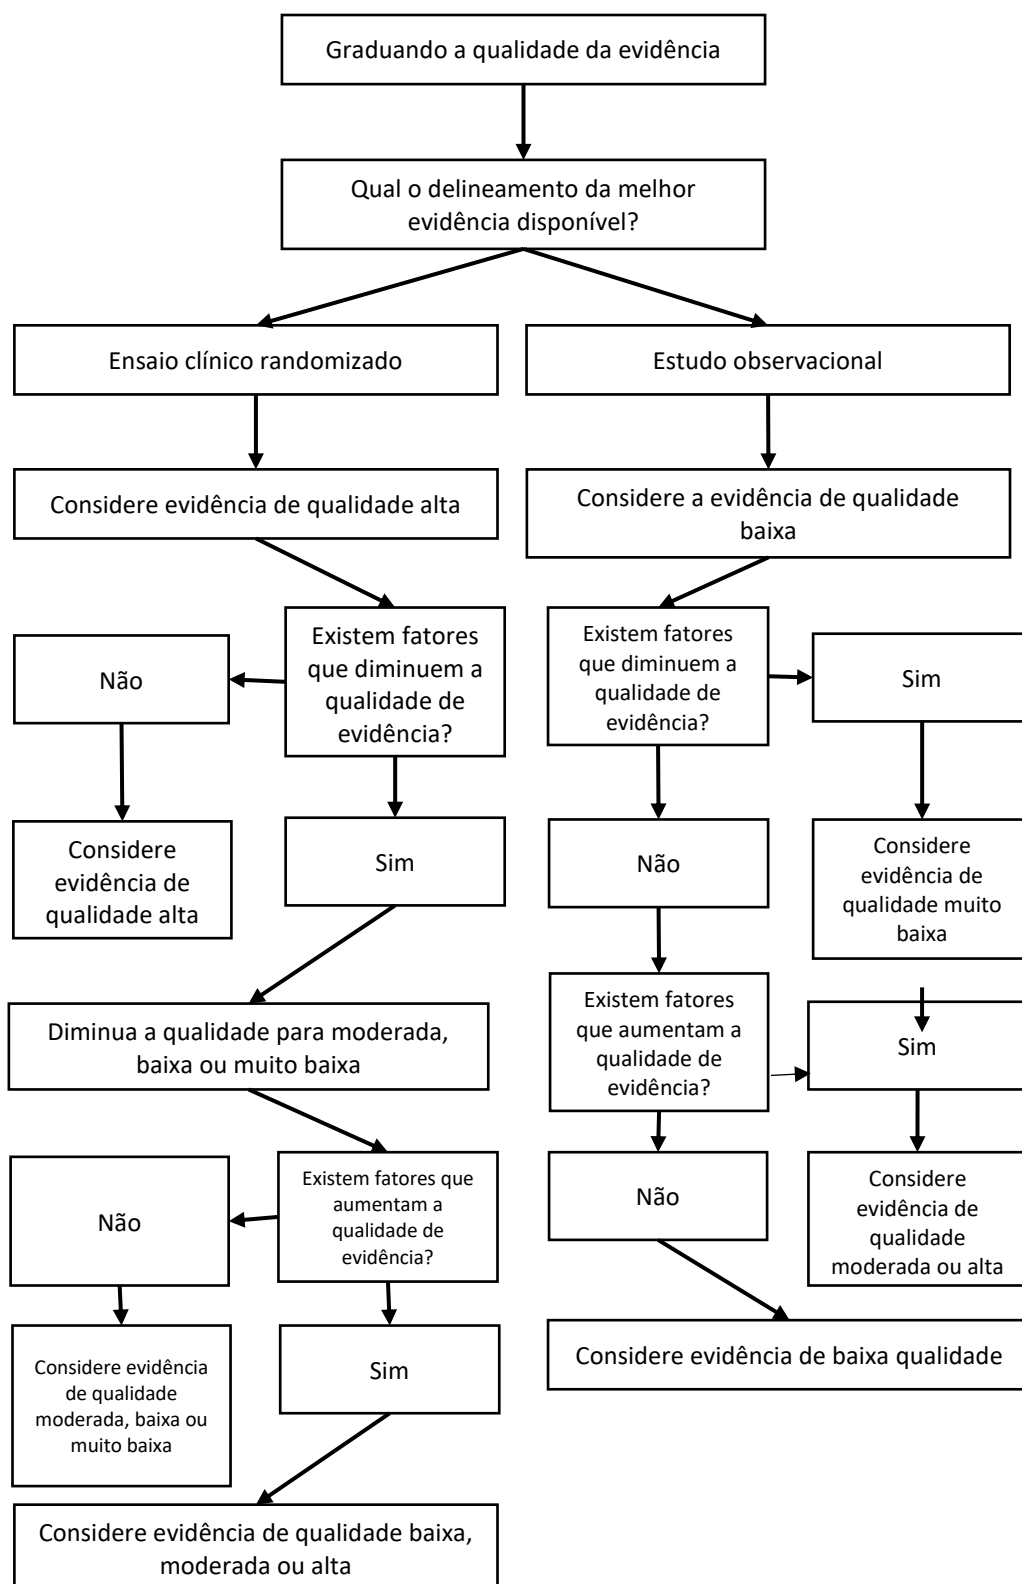 Graduando a qualidade da evidência
Qual o delineamento da melhor
evidência disponível?
Ensaio clínico randomizado
Estudo observacional
Considere evidência de qualidade alta
Considere a evidência de qualidade
baixa
Existem fatores
que diminuem a
qualidade de
evidência?
Não
Existem fatores
que diminuem a
qualidade de
evidência?
Sim
Considere
evidência de
qualidade alta
Sim
Não
Considere
evidência de
qualidade muito
baixa
Diminua a qualidade para moderada,
baixa ou muito baixa
Existem fatores
que aumentam a
qualidade de
evidência?
Sim
Não
Existem fatores que
aumentam a
qualidade de
evidência?
Não
Considere
evidência de
qualidade
moderada ou alta
Considere evidência
de qualidade
moderada, baixa ou
muito baixa
Sim
Considere evidência de baixa qualidade
Considere evidência de qualidade baixa,
moderada ou alta